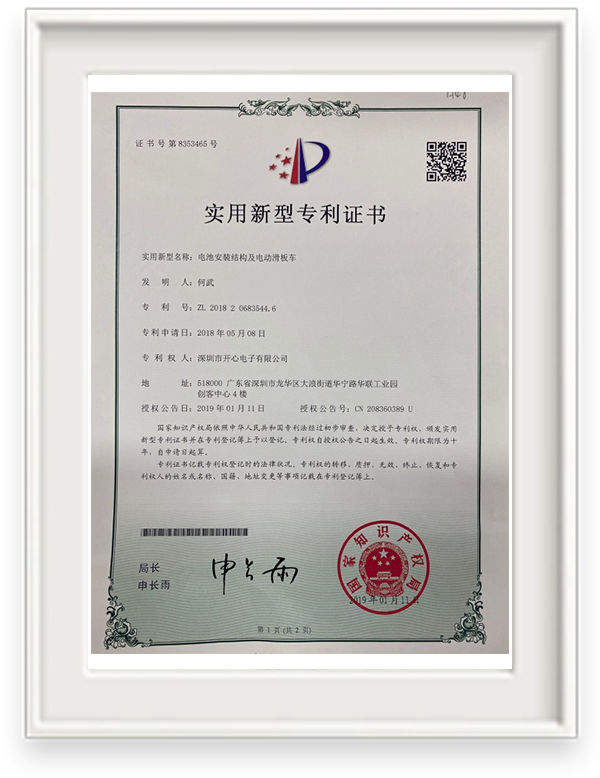 证书号第8353465号
实用新型专利证书
实用新型名称：电池安装结构及电动滑板车
发明人：何武
专利号：ZL 2018 2 0683544.6
专利申请日：2018年05月08日
专利权人：深圳市开心电子有限公司
地址：518000 广东省深圳市龙华区大浪街道华宁路华联工业园
创客中心4楼
授权公告日：2019年01月11日 授权公告号：CN 208360389 U
国家知识产权局依照中华人民共和国专利法经过初步审查，决定授予专利权，颁发实用
新型专利证书并在专利登记簿上予以登记。专利权自授权公告之日起生效。专利权期限为十
年，自申请日起算。
专利证书记载专利权登记时的法律状况。专利权的转移、质押、无效、终止、恢复和专
利权人的姓名或名称、国籍、地址变更等事项记载在专利登记簿上。
局长
申长雨
申长雨
国家知识产权局
2019年01月11日
第1页(共2页)